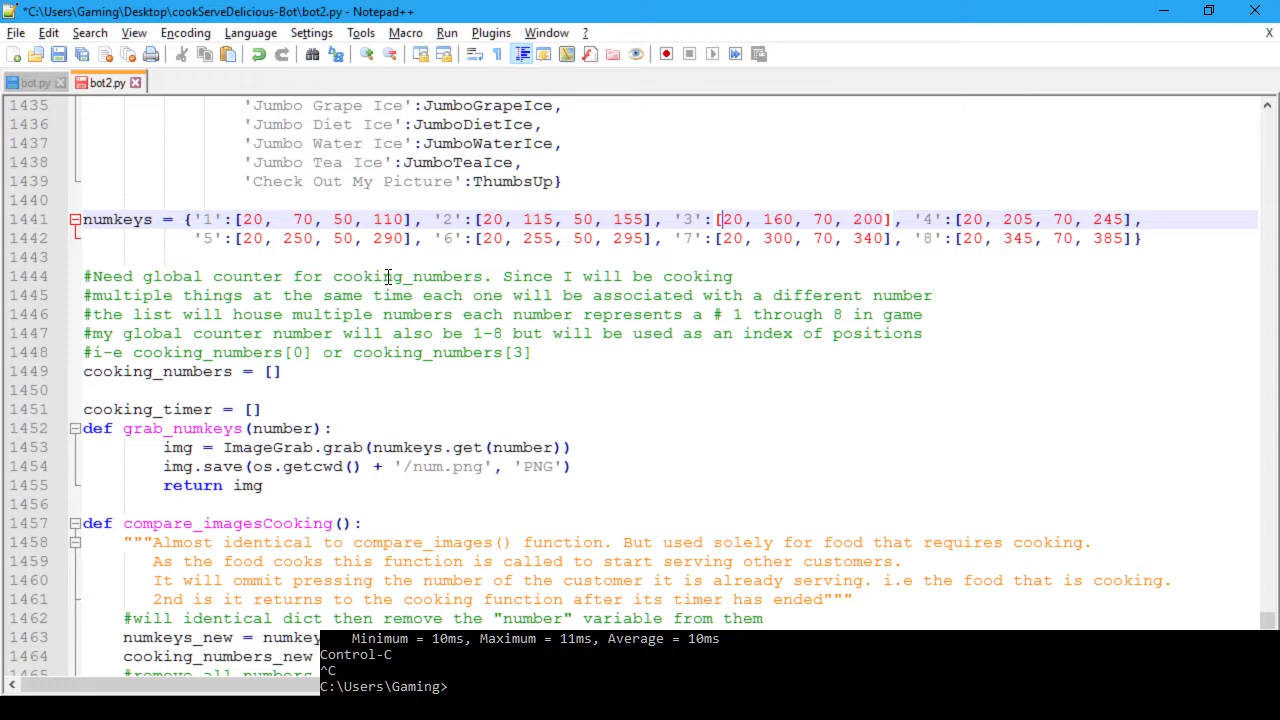 *C:\Users\Gaming\Desktop\cookServeDelicious-Bot\bot2.py - Notepad++
File Edit Search View Encoding Language Settings Tools Macro Run Plugins Window ? X
bot.py bot2.py
1435 'Jumbo Grape Ice':JumboGrapeIce,
1436 'Jumbo Diet Ice':JumboDietIce,
1437 'Jumbo Water Ice':JumboWaterIce,
1438 'Jumbo Tea Ice':JumboTeaIce,
1439 'Check Out My Picture':ThumbsUp}
1440
1441 numkeys = {'1':[20, 70, 50, 110], '2':[20, 115, 50, 155], '3':[20, 160, 70, 200], '4':[20, 205, 70, 245],
1442 '5':[20, 250, 50, 290], '6':[20, 255, 50, 295], '7':[20, 300, 70, 340], '8':[20, 345, 70, 385]}
1443
1444 #Need global counter for cooking_numbers. Since I will be cooking
1445 #multiple things at the same time each one will be associated with a different number
1446 #the list will house multiple numbers each number represents a # 1 through 8 in game
1447 #my global counter number will also be 1-8 but will be used as an index of positions
1448 #i-e cooking_numbers[0] or cooking_numbers[3]
1449 cooking_numbers = []
1450
1451 cooking_timer = []
1452 def grab_numkeys(number):
1453 img = ImageGrab.grab(numkeys.get(number))
1454 img.save(os.getcwd() + '/num.png', 'PNG')
1455 return img
1456
1457 def compare_imagesCooking():
1458 """Almost identical to compare_images() function. But used solely for food that requires cooking.
1459 As the food cooks this function is called to start serving other customers.
1460 It will ommit pressing the number of the customer it is already serving. i.e the food that is cooking.
1461 2nd is it returns to the cooking function after its timer has ended"""
1462 #will identical dict then remove the "number" variable from them
1463 numkeys_new = numkey
1464 cooking_numbers_new
1465 #remove all numbers
Minimum = 10ms, Maximum = 11ms, Average = 10ms
Control-C
^C
C:\Users\Gaming>